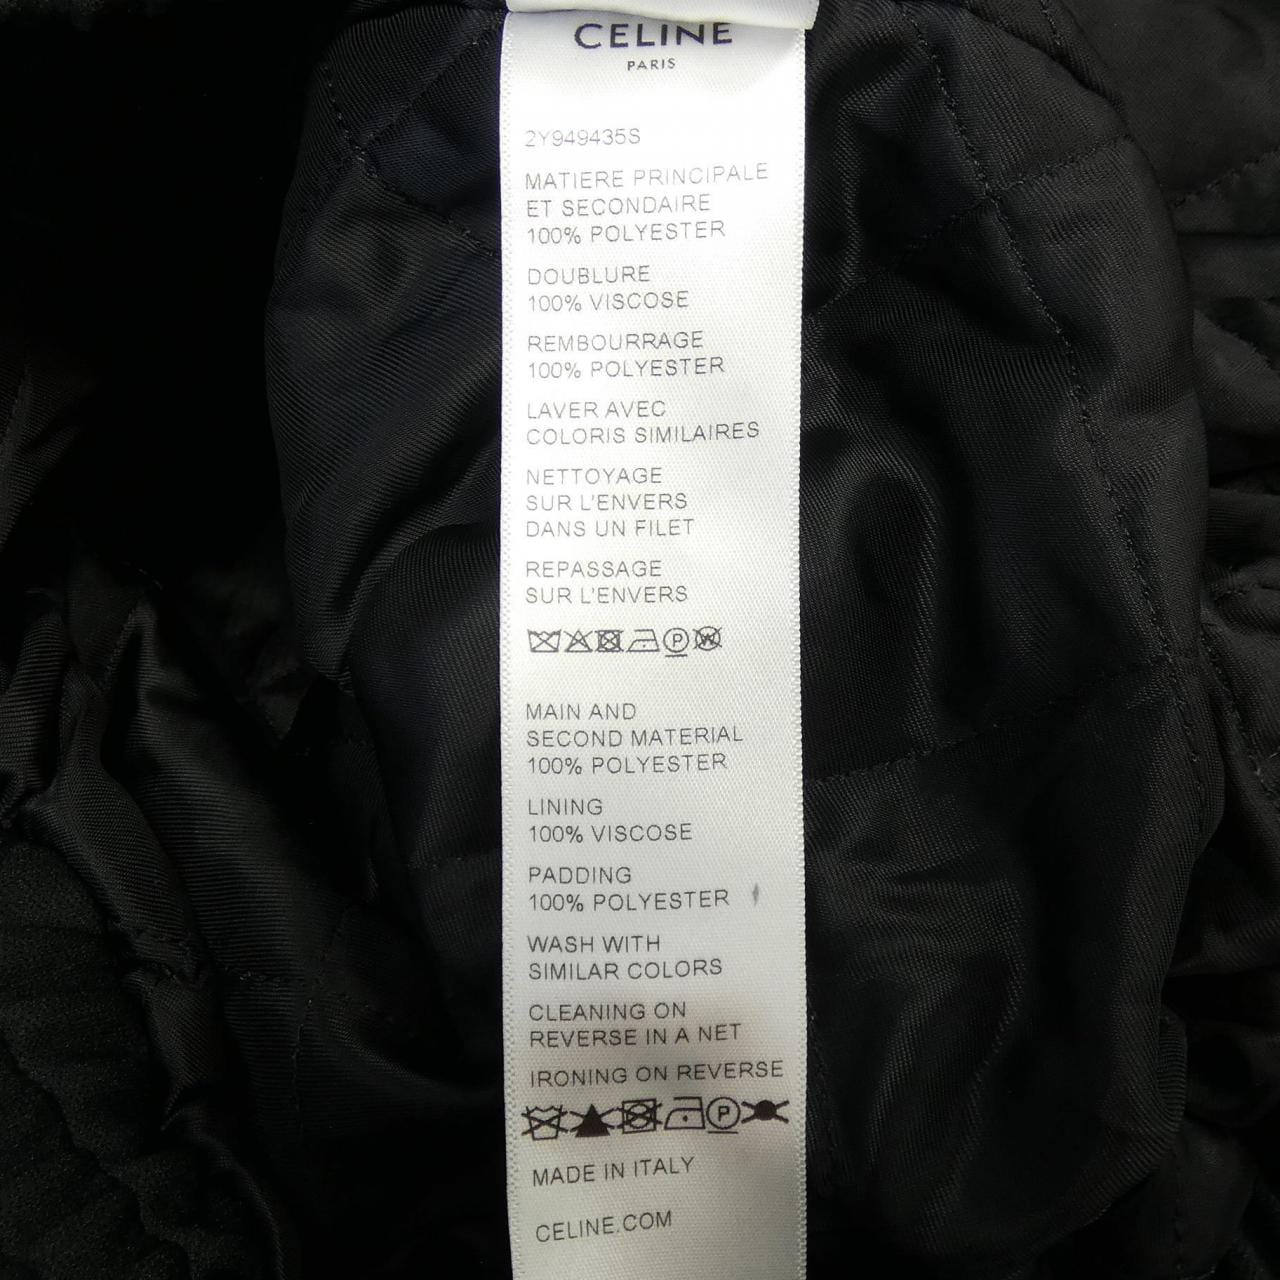 CELINE
PARIS
2Y949435S
MATIERE PRINCIPALE
ET SECONDAIRE
100% POLYESTER
DOUBLURE
100% VISCOSE
REMBOURRAGE
100% POLYESTER
LAVER AVEC
COLORIS SIMILAIRES
NETTOYAGE
SUR L'ENVERS
DANS UN FILET
REPASSAGE
SUR L'ENVERS
P W
MAIN AND
SECOND MATERIAL
100% POLYESTER
LINING
100% VISCOSE
PADDING
100% POLYESTER
WASH WITH
SIMILAR COLORS
CLEANING ON
REVERSE IN A NET
IRONING ON REVERSE
P
MADE IN ITALY
CELINE.COM